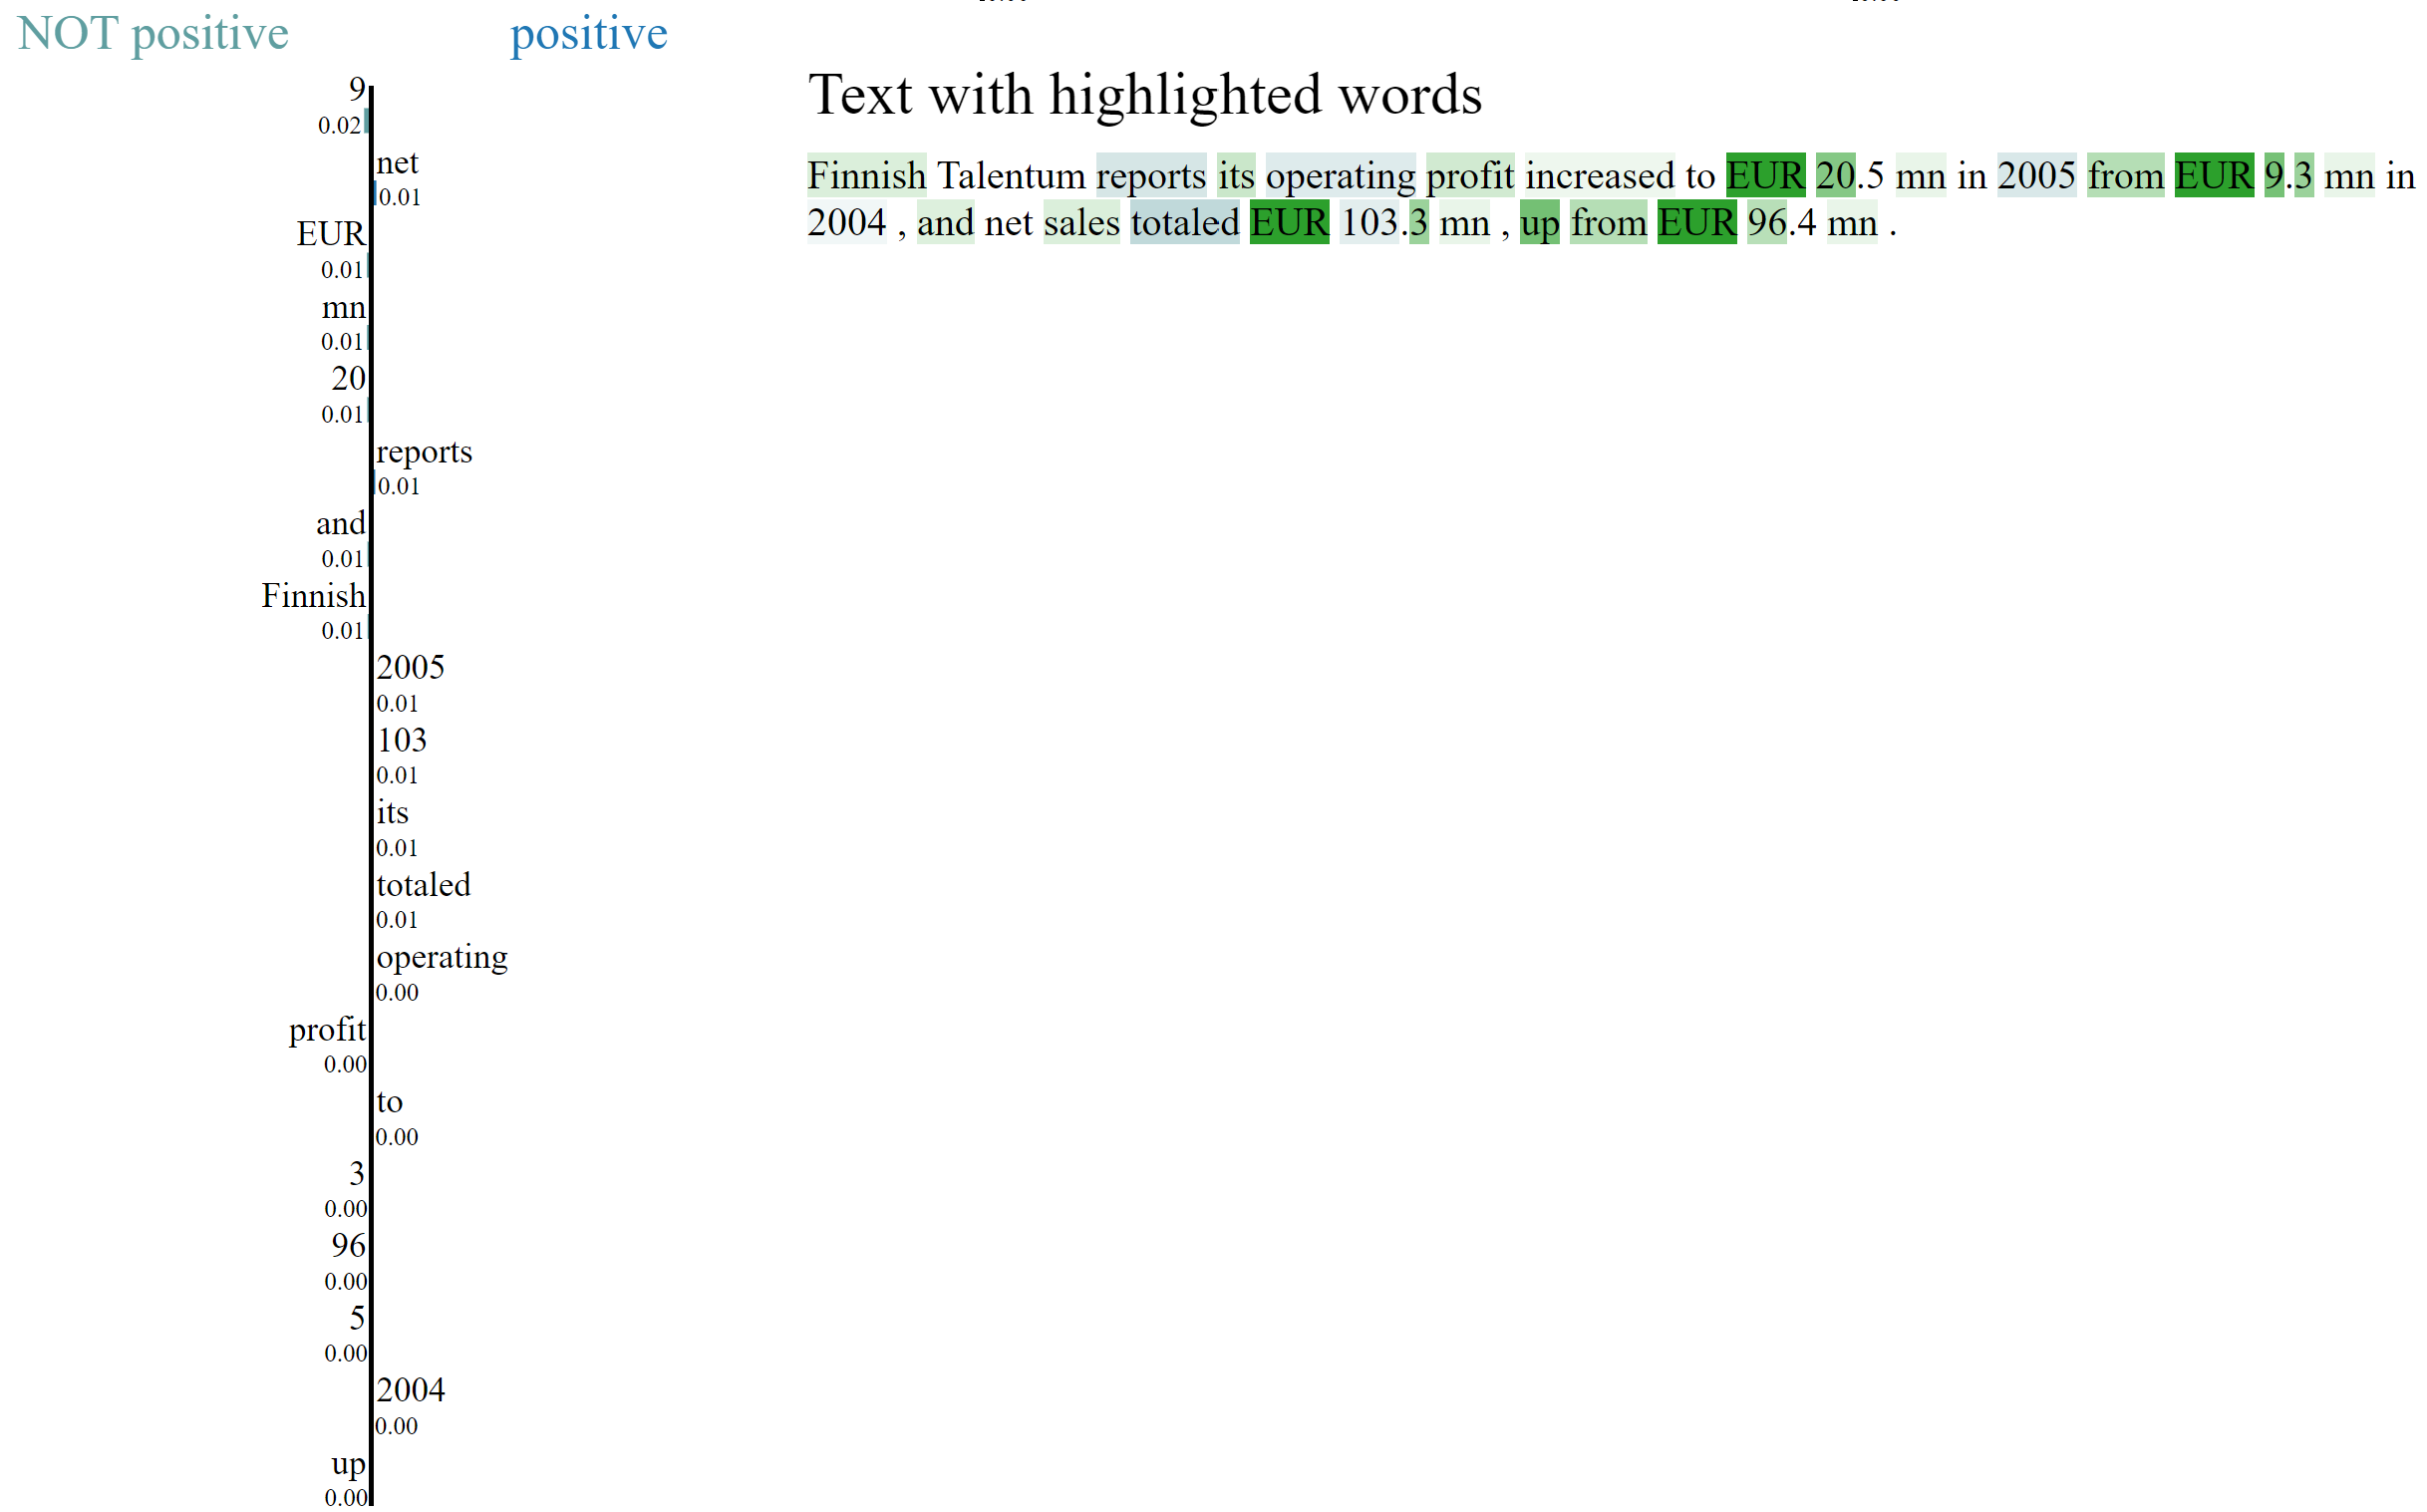 NOT positive
positive
9
0.02
net
0.01
EUR
0.01
mn
0.01
20
0.01
reports
0.01
and
0.01
Finnish
0.01
2005
0.01
103
0.01
its
0.01
totaled
0.01
operating
0.00
profit
0.00
to
0.00
3
0.00
96
0.00
5
0.00
2004
0.00
up
0.00
Text with highlighted words
Finnish Talentum reports its operating profit increased to EUR 20.5 mn in 2005 from EUR 9.3 mn in
2004 , and net sales totaled EUR 103.3 mn , up from EUR 96.4 mn .